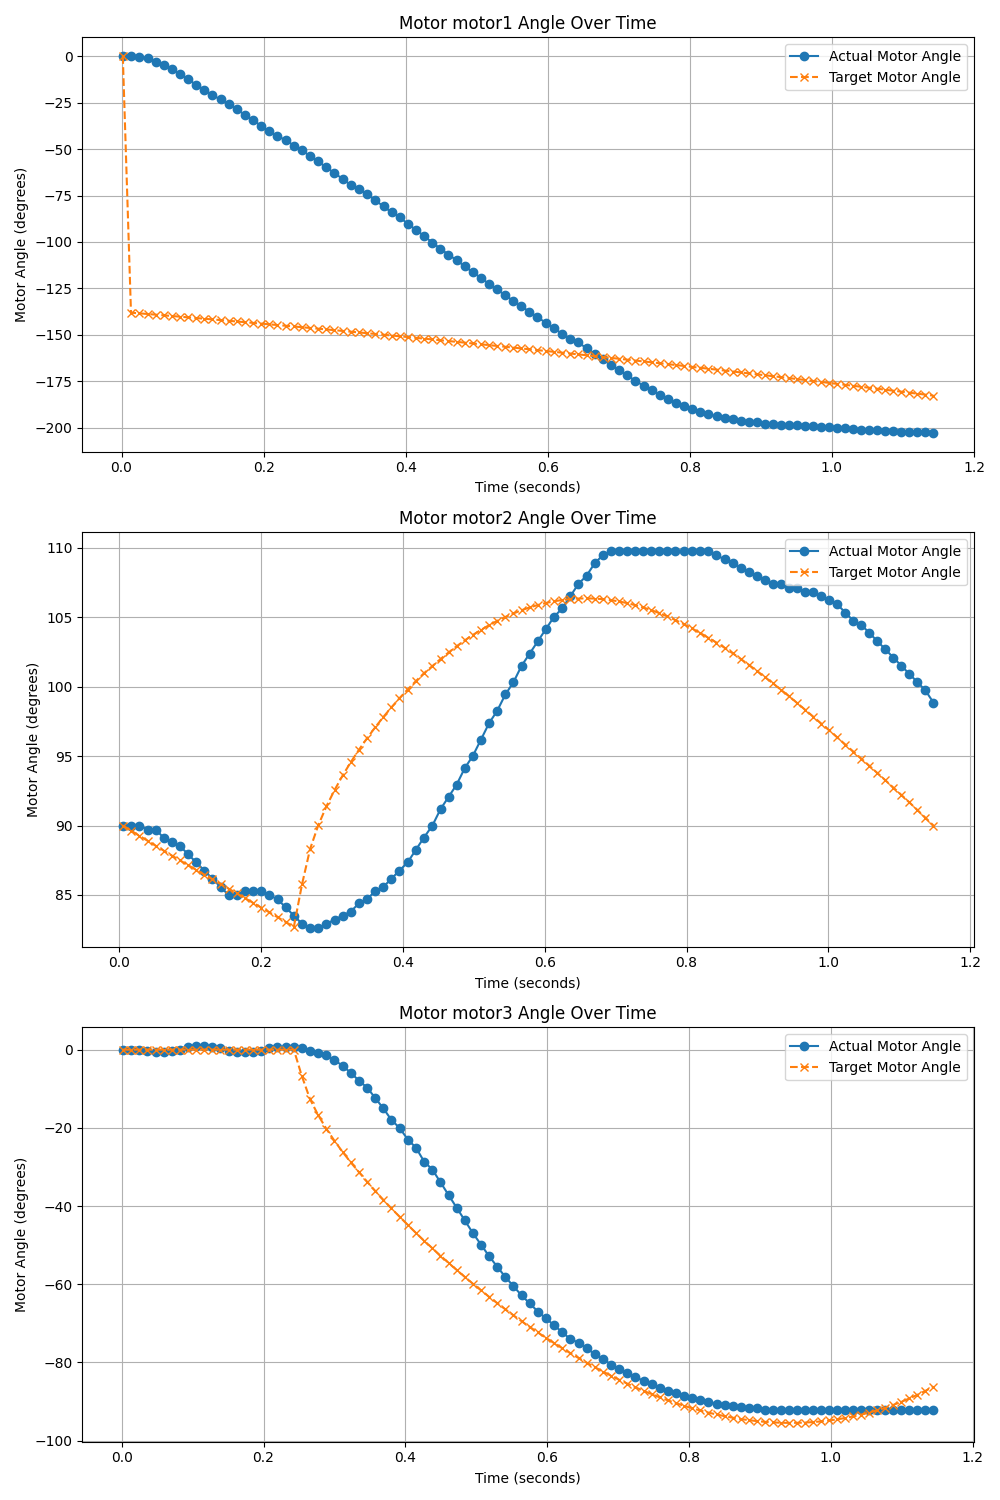 Motor motor1 Angle Over Time
Motor Angle (degrees)
0
−25
−50
−75
−100
−125
−150
−175
−200
Actual Motor Angle
Target Motor Angle
0.0 0.2 0.4 0.6 0.8 1.0 1.2
Time (seconds)
Motor motor2 Angle Over Time
Motor Angle (degrees)
110
105
100
95
90
85
Actual Motor Angle
Target Motor Angle
0.0 0.2 0.4 0.6 0.8 1.0 1.2
Time (seconds)
Motor motor3 Angle Over Time
Motor Angle (degrees)
0
−20
−40
−60
−80
−100
Actual Motor Angle
Target Motor Angle
0.0 0.2 0.4 0.6 0.8 1.0 1.2
Time (seconds)